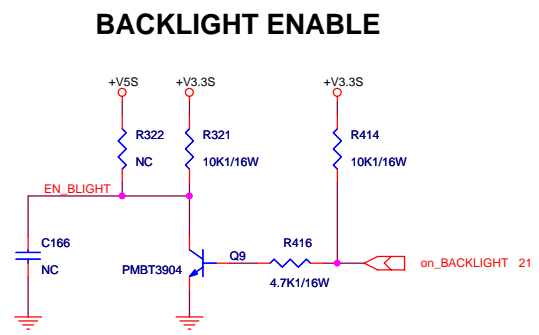 BACKLIGHT ENABLE
+V5S
+V3.3S
+V3.3S
R322
NC
R321
10K1/16W
R414
10K1/16W
EN_BLIGHT
C166
NC
PMBT3904
Q9
R416
4.7K1/16W
on_BACKLIGHT 21